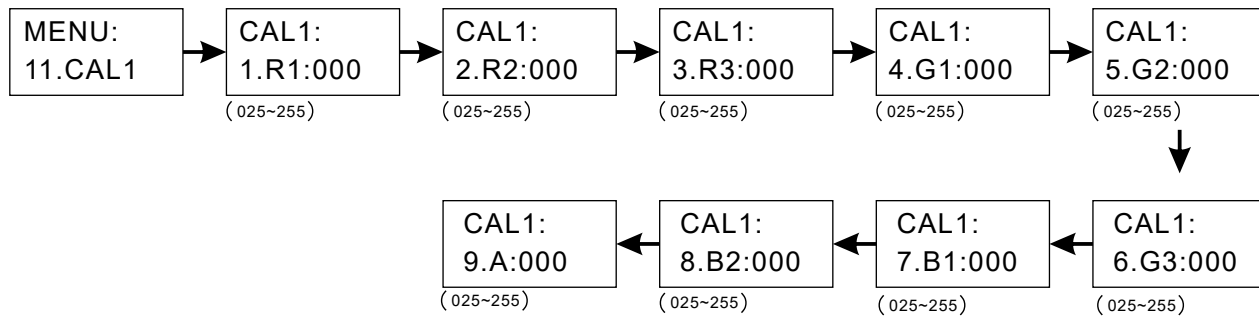 MENU:
11.CAL1
CAL1:
1.R1:000
(025~255)
CAL1:
2.R2:000
(025~255)
CAL1:
3.R3:000
(025~255)
CAL1:
4.G1:000
(025~255)
CAL1:
5.G2:000
(025~255)
CAL1:
6.G3:000
(025~255)
CAL1:
7.B1:000
(025~255)
CAL1:
8.B2:000
(025~255)
CAL1:
9.A:000
(025~255)